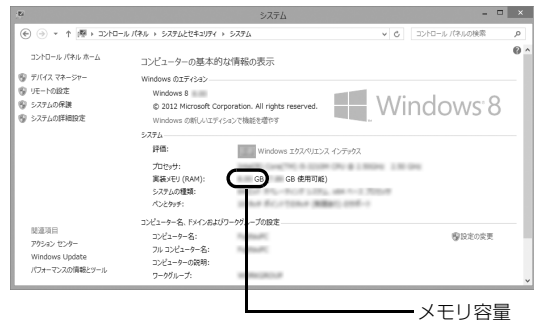 システム
コントロール パネル ▸ システムとセキュリティ ▸ システム
コントロール パネルの検索
コントロール パネル ホーム
デバイス マネージャー
リモートの設定
システムの保護
システムの詳細設定
コンピューターの基本的な情報の表示
Windows のエディション
Windows 8
© 2012 Microsoft Corporation. All rights reserved.
Windows の新しいエディションで機能を増やす
Windows 8
システム
評価: Windows エクスペリエンス インデックス
プロセッサ:
実装メモリ (RAM): GB GB 使用可能)
システムの種類:
ペンとタッチ:
コンピューター名、ドメインおよびワークグループの設定
コンピューター名: 設定の変更
フル コンピューター名:
コンピューターの説明:
ワークグループ:
関連項目
アクション センター
Windows Update
パフォーマンスの情報とツール
メモリ容量